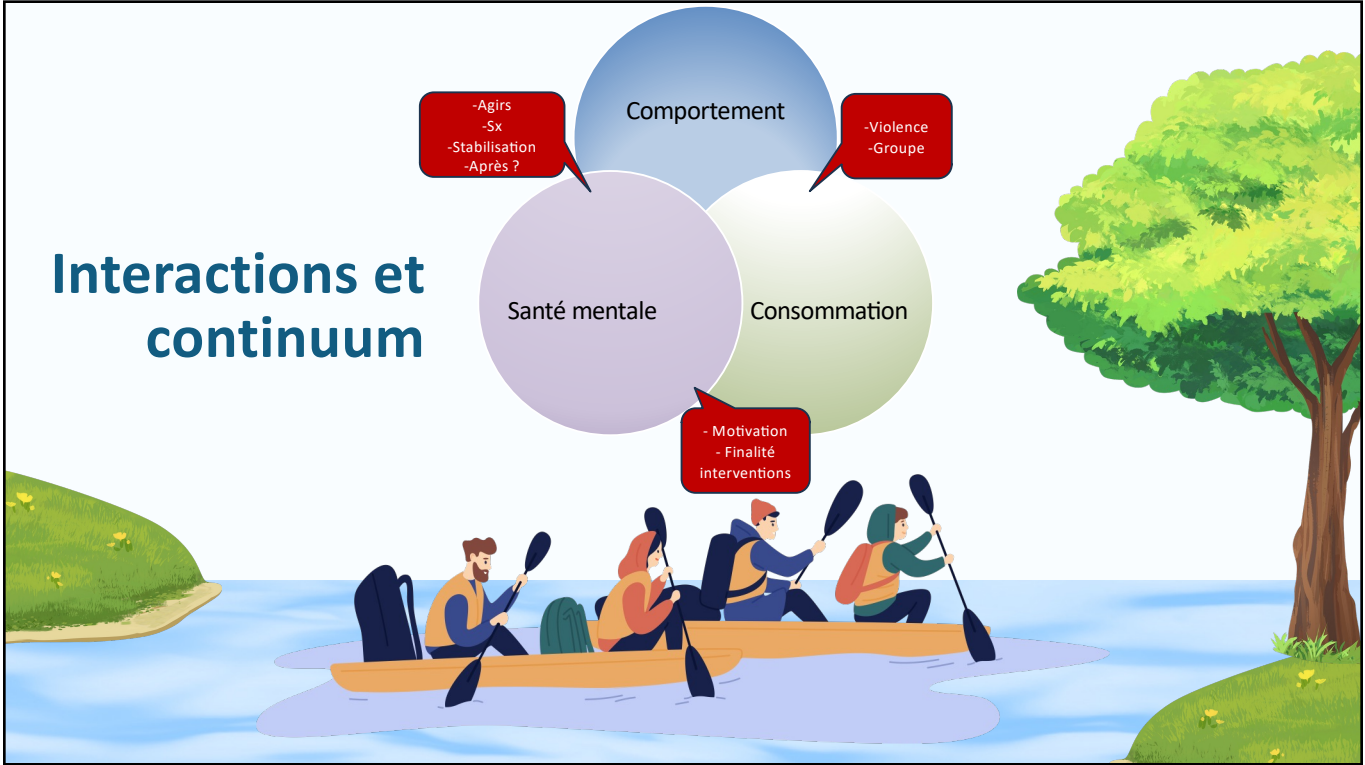 Comportement
-Agirs
-Sx
-Stabilisation
-Après ?
-Violence
-Groupe
Interactions et
continuum
Santé mentale
Consommation
- Motivation
- Finalité
interventions